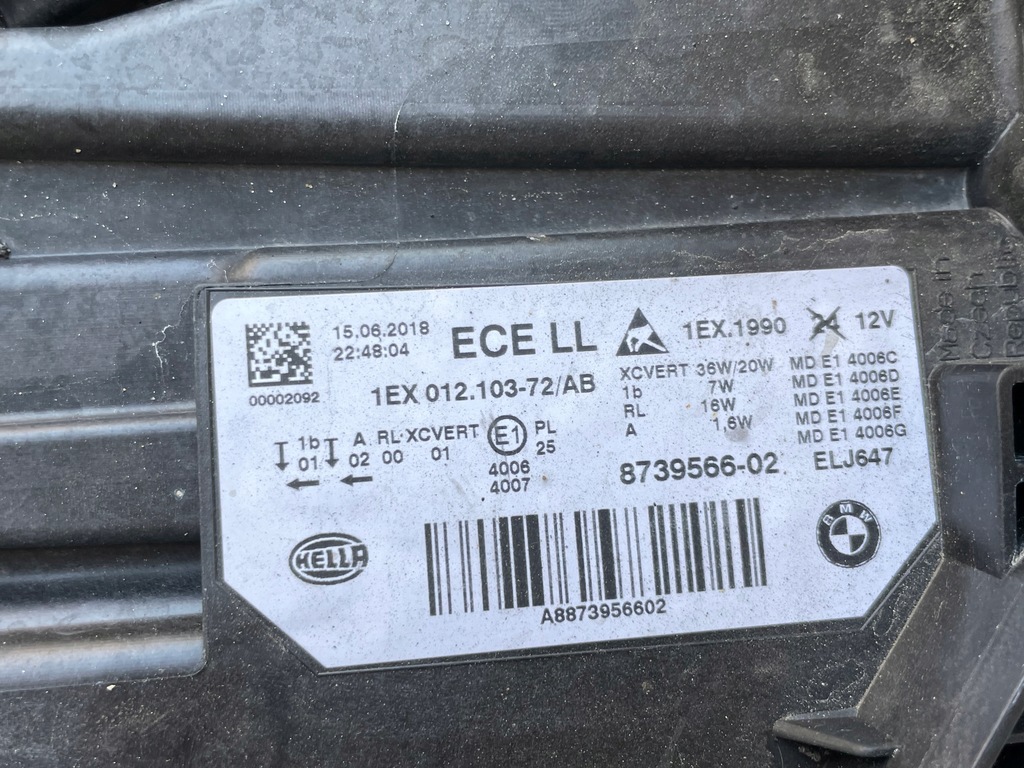 15.06.2018
22:48:04
ECE LL
1EX.1990
24 12V
00002092
1EX 012.103-72/AB
XCVERT 36W/20W
1b 7W
RL 16W
A 1,6W
MD E1 4006C
MD E1 4006D
MD E1 4006E
MD E1 4006F
MD E1 4006G
1b A RL XCVERT E1 PL
01 02 00 01 25
4006
4007
8739566-02
ELJ647
HELLA
BMW
A8873956602
Made in
Czech
Republic